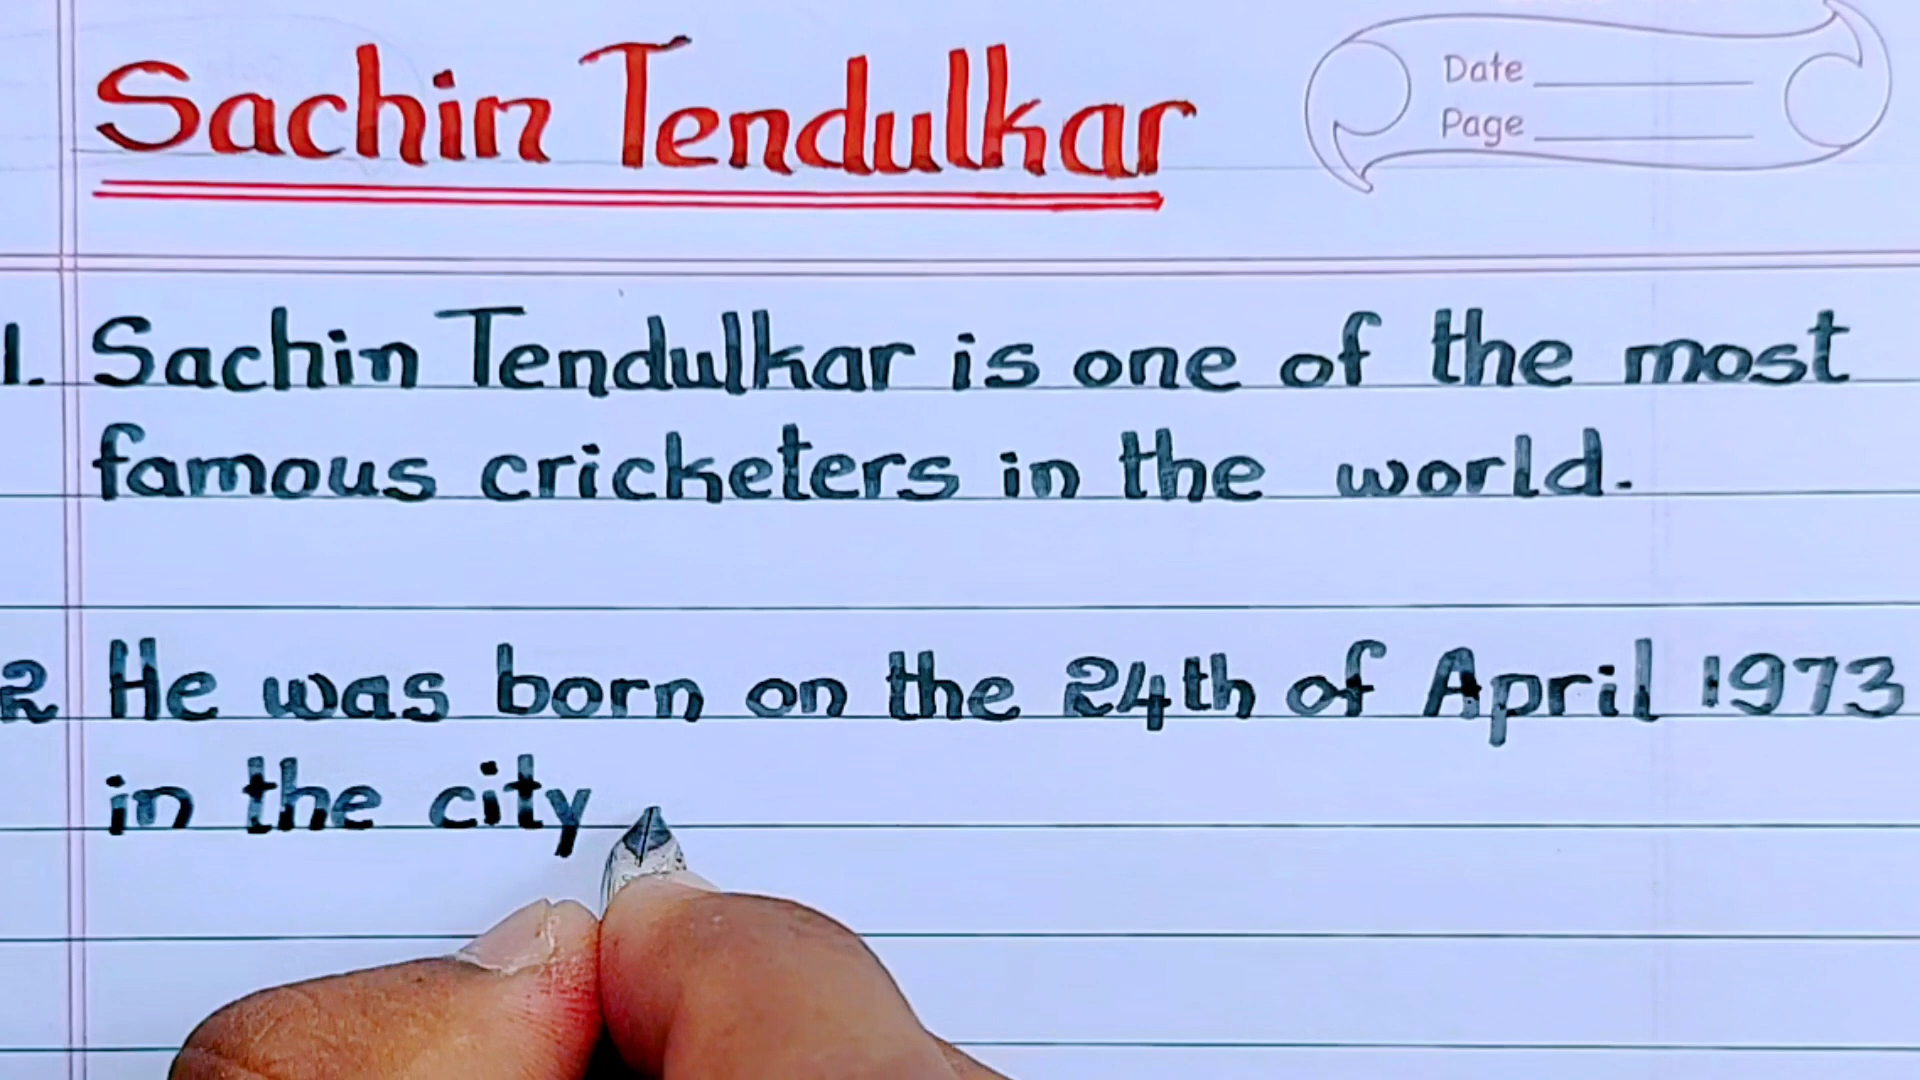 Sachin Tendulkar
Date
Page
1. Sachin Tendulkar is one of the most
famous cricketers in the world.
2 He was born on the 24th of April 1973
in the city